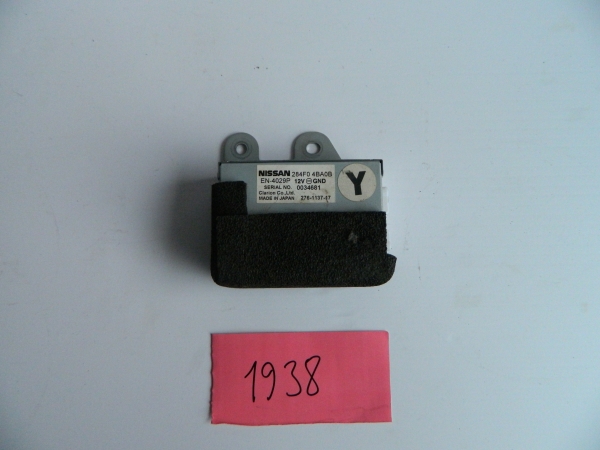 NISSAN 284F0 4BA0B
EN-4029P 12V ⊖ GND
SERIAL NO. 0034681
Clarion Co.,Ltd.
MADE IN JAPAN 276-1137-17
Y
1938